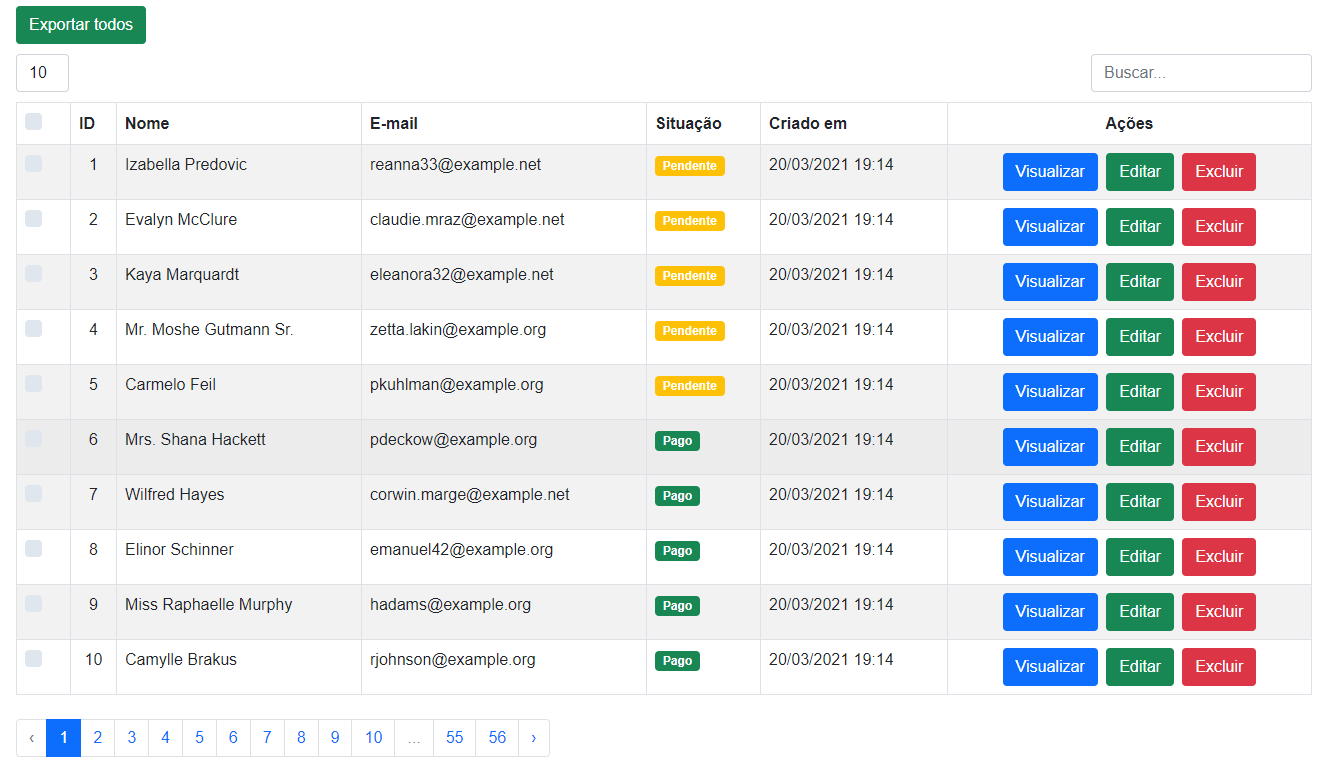 Exportar todos
10
Buscar...
ID Nome E-mail Situação Criado em Ações
1 Izabella Predovic reanna33@example.net Pendente 20/03/2021 19:14 Visualizar Editar Excluir
2 Evalyn McClure claudie.mraz@example.net Pendente 20/03/2021 19:14 Visualizar Editar Excluir
3 Kaya Marquardt eleanora32@example.net Pendente 20/03/2021 19:14 Visualizar Editar Excluir
4 Mr. Moshe Gutmann Sr. zetta.lakin@example.org Pendente 20/03/2021 19:14 Visualizar Editar Excluir
5 Carmelo Feil pkuhlman@example.org Pendente 20/03/2021 19:14 Visualizar Editar Excluir
6 Mrs. Shana Hackett pdeckow@example.org Pago 20/03/2021 19:14 Visualizar Editar Excluir
7 Wilfred Hayes corwin.marge@example.net Pago 20/03/2021 19:14 Visualizar Editar Excluir
8 Elinor Schinner emanuel42@example.org Pago 20/03/2021 19:14 Visualizar Editar Excluir
9 Miss Raphaelle Murphy hadams@example.org Pago 20/03/2021 19:14 Visualizar Editar Excluir
10 Camylle Brakus rjohnson@example.org Pago 20/03/2021 19:14 Visualizar Editar Excluir
‹ 1 2 3 4 5 6 7 8 9 10 ... 55 56 ›